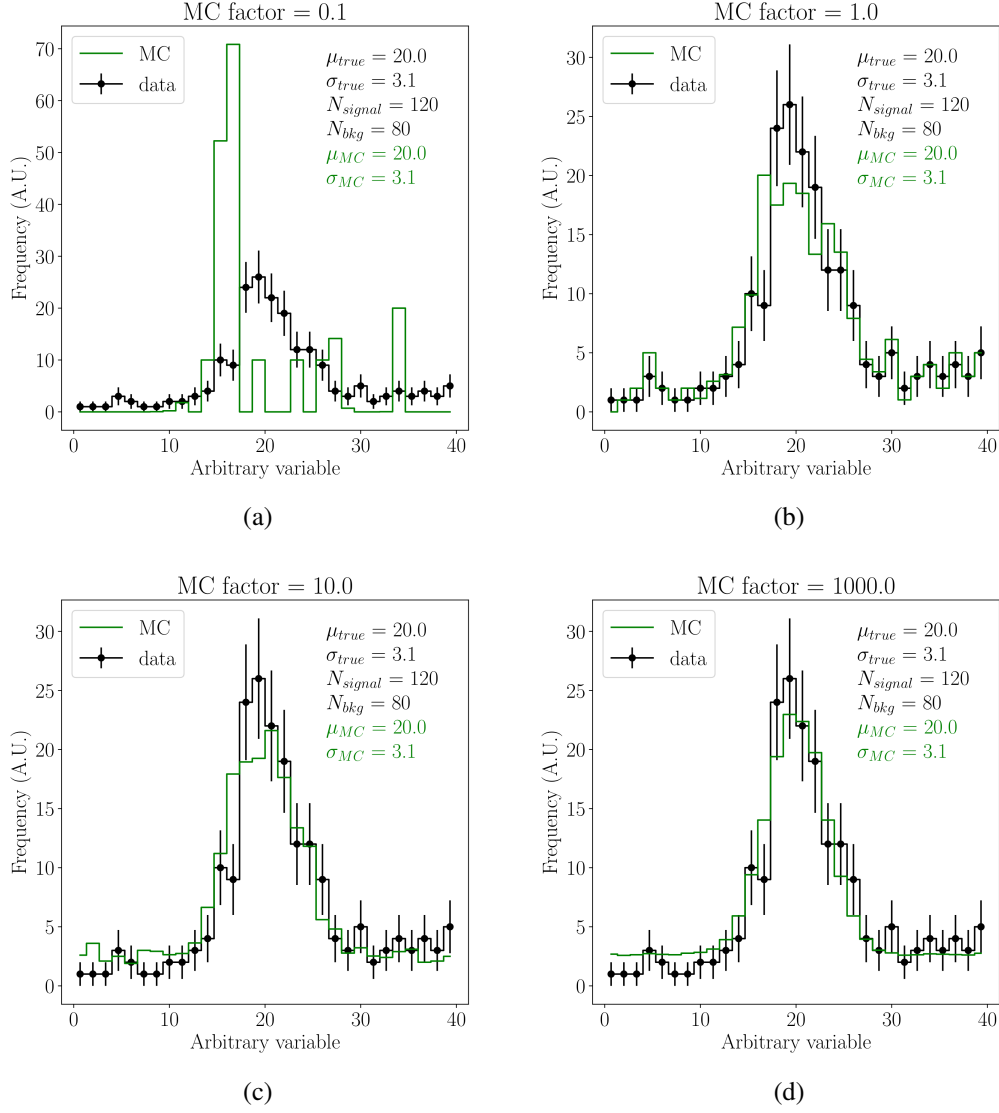 MC factor = 0.1
MC
data
μ_true = 20.0
σ_true = 3.1
N_signal = 120
N_bkg = 80
μ_MC = 20.0
σ_MC = 3.1
Frequency (A.U.)
70
60
50
40
30
20
10
0
0 10 20 30 40
Arbitrary variable
(a)
MC factor = 1.0
MC
data
μ_true = 20.0
σ_true = 3.1
N_signal = 120
N_bkg = 80
μ_MC = 20.0
σ_MC = 3.1
Frequency (A.U.)
30
25
20
15
10
5
0
0 10 20 30 40
Arbitrary variable
(b)
MC factor = 10.0
MC
data
μ_true = 20.0
σ_true = 3.1
N_signal = 120
N_bkg = 80
μ_MC = 20.0
σ_MC = 3.1
Frequency (A.U.)
30
25
20
15
10
5
0
0 10 20 30 40
Arbitrary variable
(c)
MC factor = 1000.0
MC
data
μ_true = 20.0
σ_true = 3.1
N_signal = 120
N_bkg = 80
μ_MC = 20.0
σ_MC = 3.1
Frequency (A.U.)
30
25
20
15
10
5
0
0 10 20 30 40
Arbitrary variable
(d)